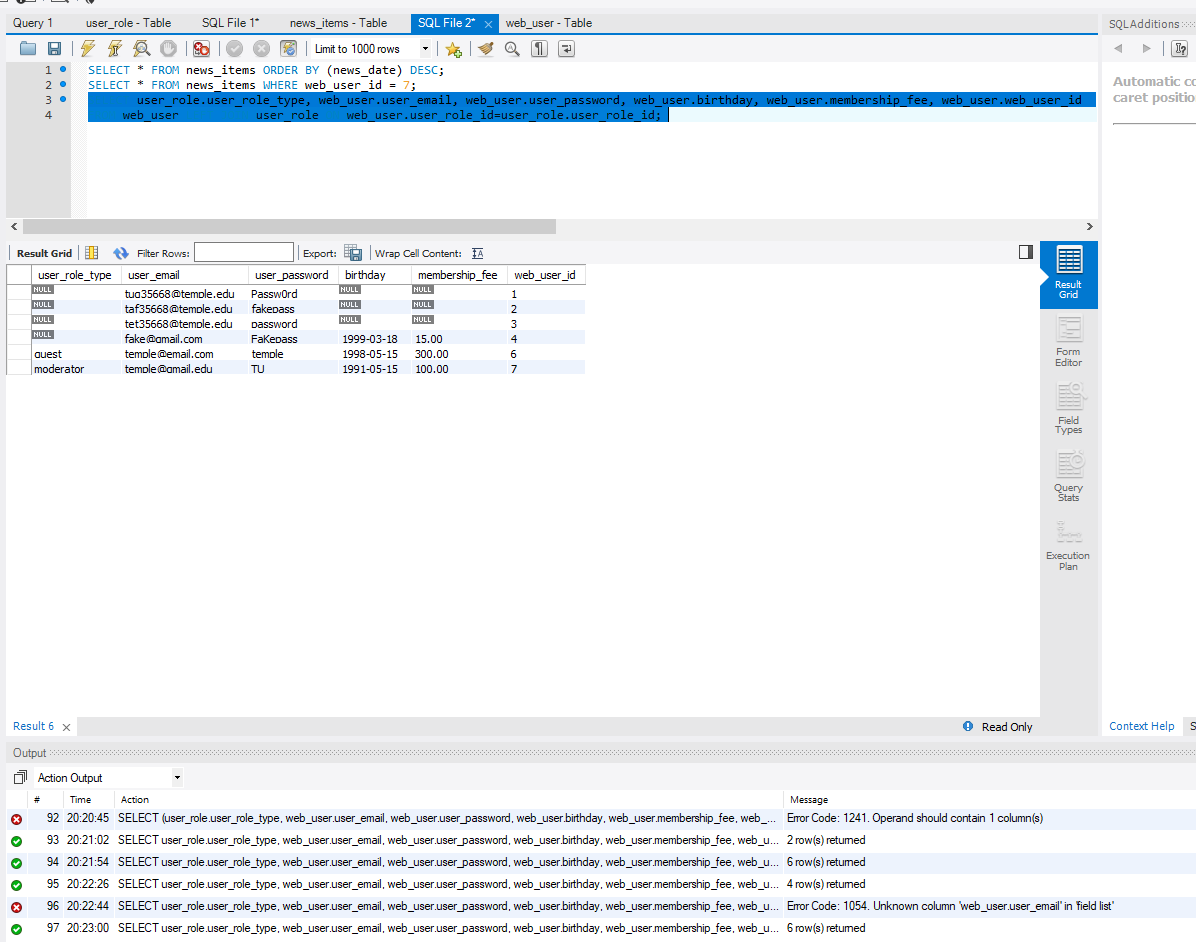 Query 1 user_role - Table SQL File 1* news_items - Table SQL File 2* web_user - Table SQLAdditions
Limit to 1000 rows
1 SELECT * FROM news_items ORDER BY (news_date) DESC;
2 SELECT * FROM news_items WHERE web_user_id = 7;
3 user_role.user_role_type, web_user.user_email, web_user.user_password, web_user.birthday, web_user.membership_fee, web_user.web_user_id
4 web_user user_role web_user.user_role_id=user_role.user_role_id;
Automatic co
caret positio
Result Grid Filter Rows: Export: Wrap Cell Content:
user_role_type user_email user_password birthday membership_fee web_user_id
NULL tug35668@temple.edu Passw0rd NULL NULL 1
NULL taf35668@temple.edu fakepass NULL NULL 2
NULL tet35668@temple.edu password NULL NULL 3
NULL fake@gmail.com FaKepass 1999-03-18 15.00 4
guest temple@email.com temple 1998-05-15 300.00 6
moderator temple@gmail.edu TU 1991-05-15 100.00 7
Result
Grid
Form
Editor
Field
Types
Query
Stats
Execution
Plan
Result 6 Read Only Context Help S
Output
Action Output
# Time Action Message
92 20:20:45 SELECT (user_role.user_role_type, web_user.user_email, web_user.user_password, web_user.birthday, web_user.membership_fee, web_... Error Code: 1241. Operand should contain 1 column(s)
93 20:21:02 SELECT user_role.user_role_type, web_user.user_email, web_user.user_password, web_user.birthday, web_user.membership_fee, web_u... 2 row(s) returned
94 20:21:54 SELECT user_role.user_role_type, web_user.user_email, web_user.user_password, web_user.birthday, web_user.membership_fee, web_u... 6 row(s) returned
95 20:22:26 SELECT user_role.user_role_type, web_user.user_email, web_user.user_password, web_user.birthday, web_user.membership_fee, web_u... 4 row(s) returned
96 20:22:44 SELECT user_role.user_role_type, web_user.user_email, web_user.user_password, web_user.birthday, web_user.membership_fee, web_u... Error Code: 1054. Unknown column 'web_user.user_email' in 'field list'
97 20:23:00 SELECT user_role.user_role_type, web_user.user_email, web_user.user_password, web_user.birthday, web_user.membership_fee, web_u... 6 row(s) returned